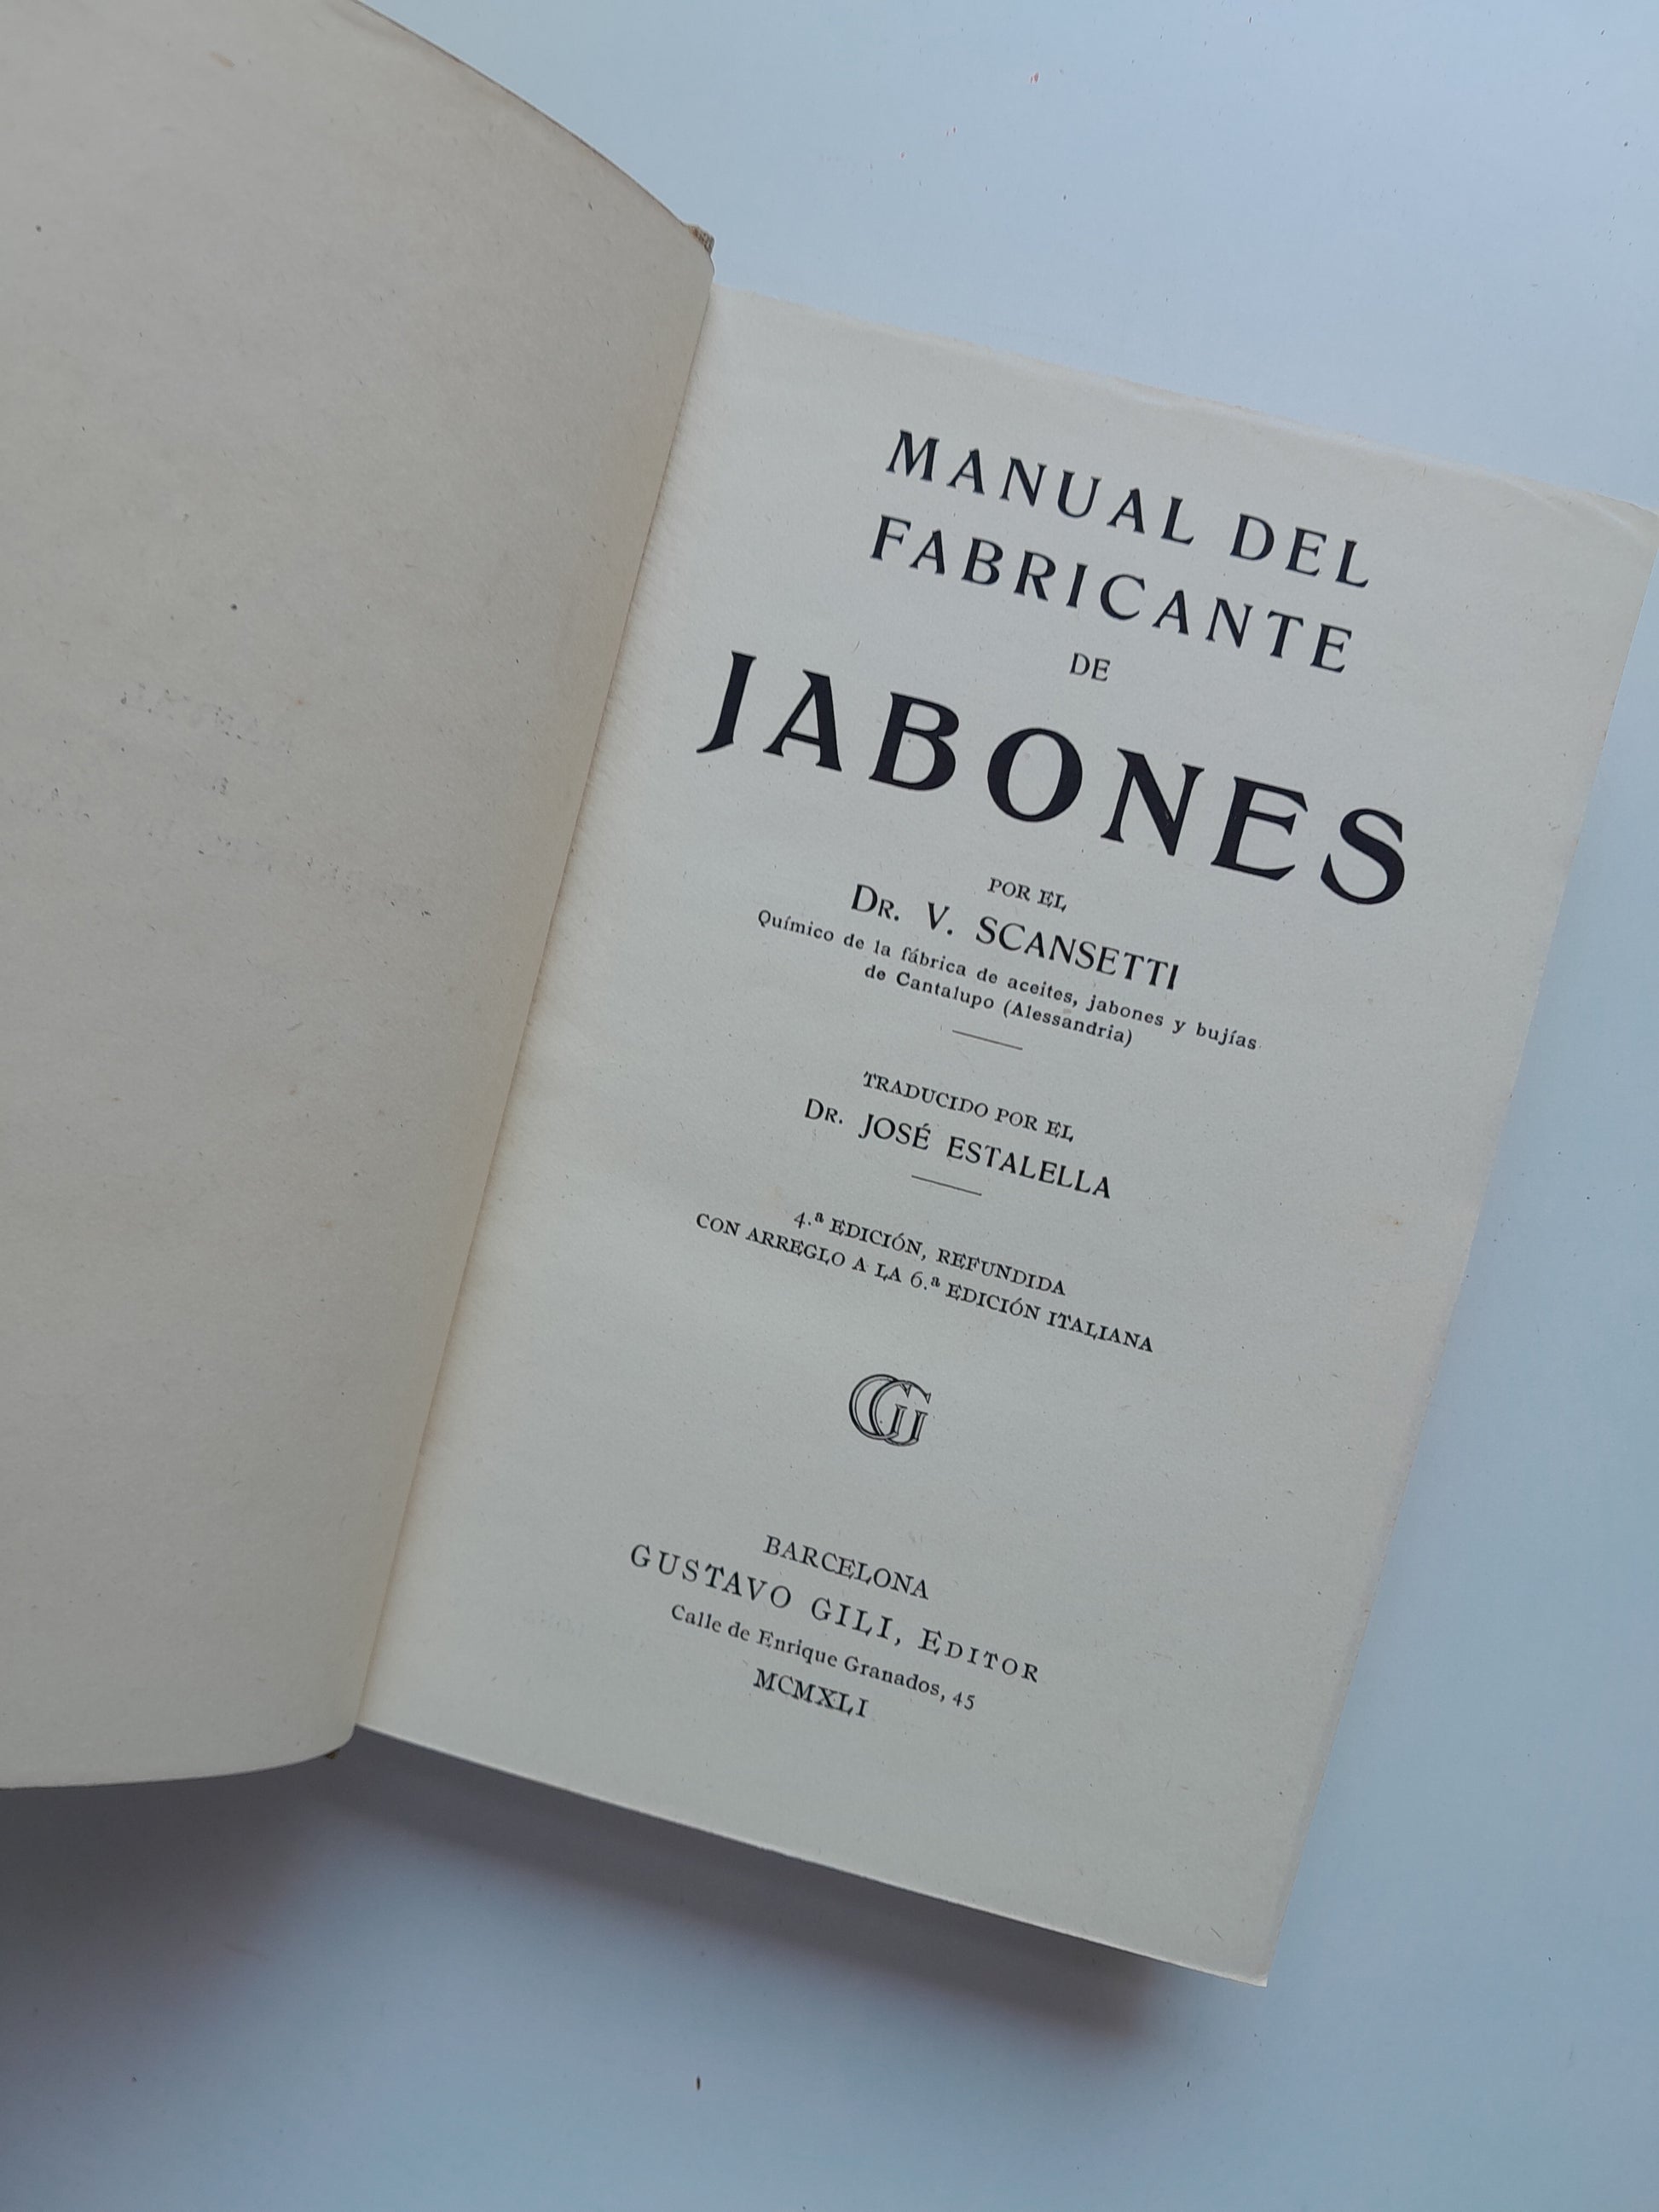 MANUAL DEL
FABRICANTE
DE
JABONES
POR EL
DR. V. SCANSETTI
Químico de la fábrica de aceites, jabones y bujías
de Cantalupo (Alessandria)
TRADUCIDO POR EL
DR. JOSÉ ESTALELLA
4.ª EDICIÓN, REFUNDIDA
CON ARREGLO A LA 6.ª EDICIÓN ITALIANA
GG
BARCELONA
GUSTAVO GILI, EDITOR
Calle de Enrique Granados, 45
MCMXLI